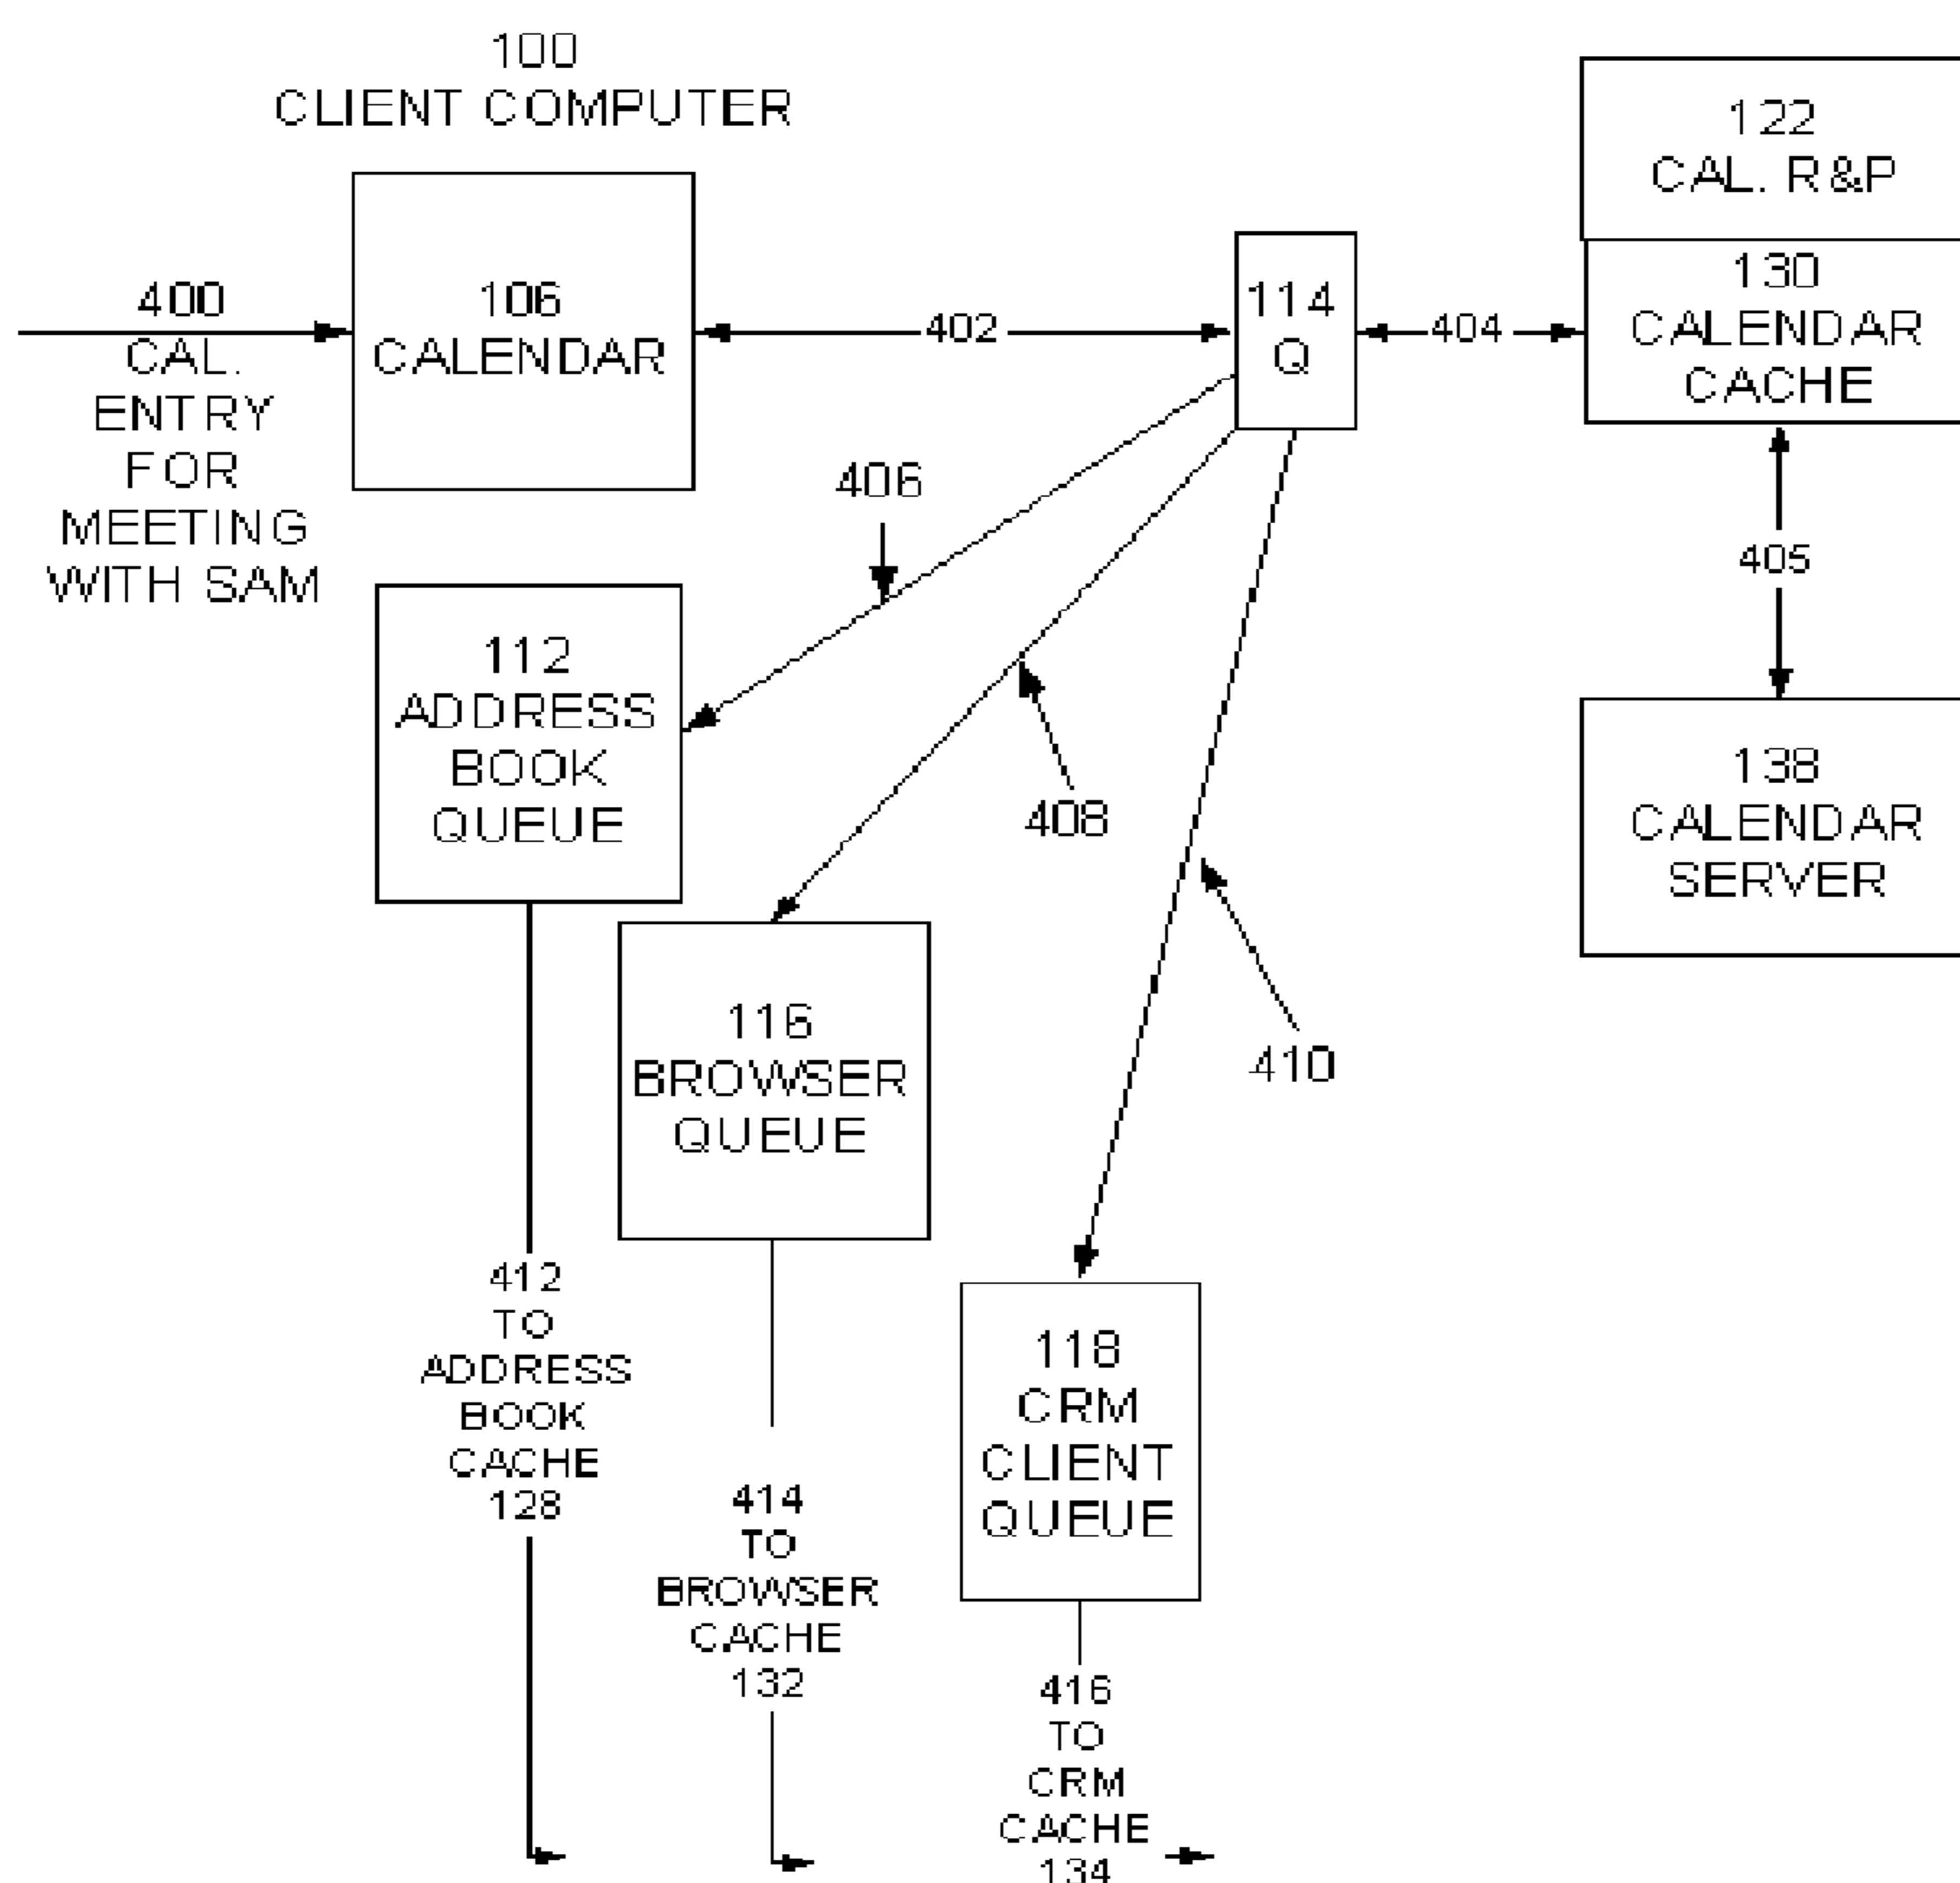 100
CLIENT COMPUTER
122
CAL. R&P
400
CAL.
ENTRY
FOR
MEETING
WITH SAM
106
CALENDAR
402
114
Q
404
130
CALENDAR
CACHE
406
405
112
ADDRESS
BOOK
QUEUE
408
138
CALENDAR
SERVER
116
BROWSER
QUEUE
410
412
TO
ADDRESS
BOOK
CACHE
128
118
CRM
CLIENT
QUEUE
414
TO
BROWSER
CACHE
132
416
TO
CRM
CACHE
134